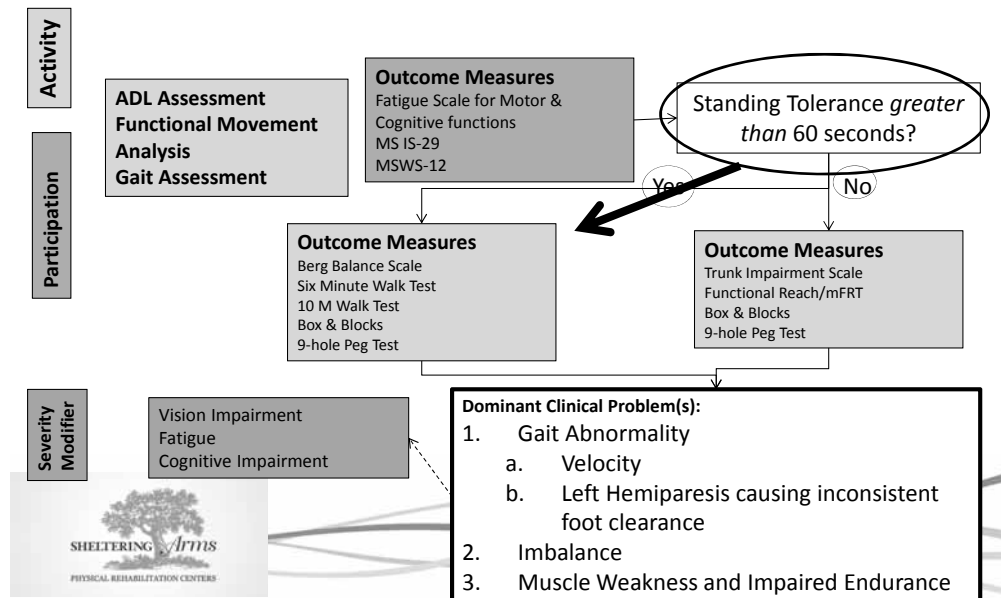 Activity
Participation
Severity
Modifier
ADL Assessment
Functional Movement
Analysis
Gait Assessment
Outcome Measures
Fatigue Scale for Motor &
Cognitive functions
MS IS-29
MSWS-12
Standing Tolerance greater
than 60 seconds?
Yes
No
Outcome Measures
Berg Balance Scale
Six Minute Walk Test
10 M Walk Test
Box & Blocks
9-hole Peg Test
Outcome Measures
Trunk Impairment Scale
Functional Reach/mFRT
Box & Blocks
9-hole Peg Test
Vision Impairment
Fatigue
Cognitive Impairment
Dominant Clinical Problem(s):
1. Gait Abnormality
a. Velocity
b. Left Hemiparesis causing inconsistent
foot clearance
2. Imbalance
3. Muscle Weakness and Impaired Endurance
SHELTERING Arms
PHYSICAL REHABILITATION CENTERS